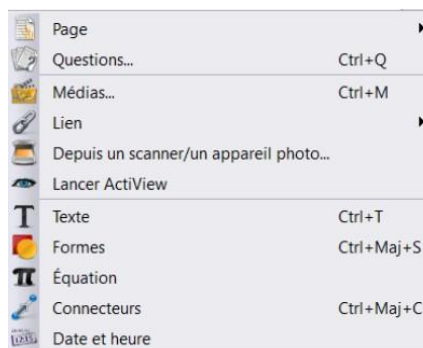 Page
Questions... Ctrl+Q
Médias... Ctrl+M
Lien
Depuis un scanner/un appareil photo...
Lancer ActiView
Texte Ctrl+T
Formes Ctrl+Maj+S
Équation
Connecteurs Ctrl+Maj+C
Date et heure